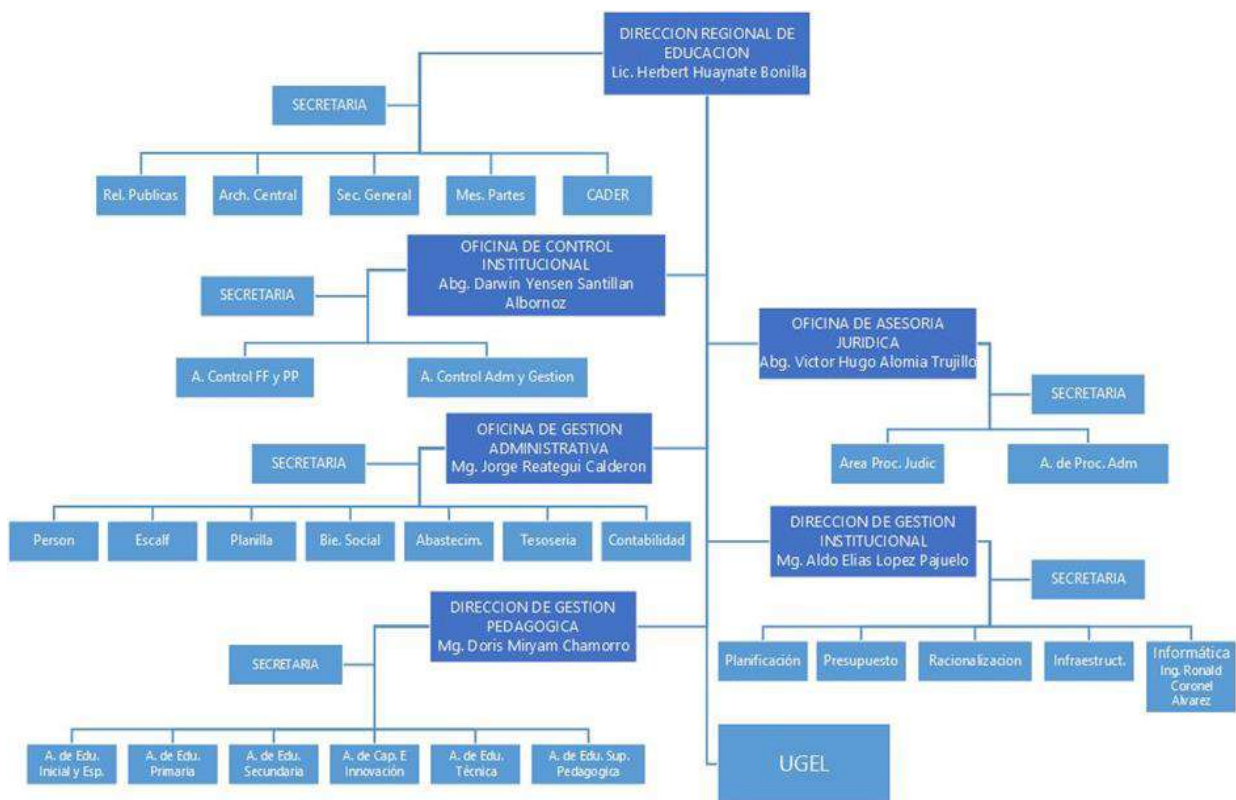 DIRECCION REGIONAL DE
EDUCACION
Lic. Herbert Huaynate Bonilla
SECRETARIA
Rel. Publicas
Arch. Central
Sec. General
Mes. Partes
CADER
OFICINA DE CONTROL
INSTITUCIONAL
Abg. Darwin Yensen Santillan
Albornoz
SECRETARIA
A. Control FF y PP
A. Control Adm y Gestion
OFICINA DE ASESORIA
JURIDICA
Abg. Victor Hugo Alomia Trujillo
SECRETARIA
Area Proc. Judic
A. de Proc. Adm
OFICINA DE GESTION
ADMINISTRATIVA
Mg. Jorge Reategui Calderon
SECRETARIA
Person
Escalf
Planilla
Bie. Social
Abastecim.
Tesoseria
Contabilidad
DIRECCION DE GESTION
INSTITUCIONAL
Mg. Aldo Elias Lopez Pajuelo
SECRETARIA
Planificación
Presupuesto
Racionalizacion
Infraestruct.
Informática
Ing. Ronald
Coronel
Alvarez
DIRECCION DE GESTION
PEDAGOGICA
Mg. Doris Miryam Chamorro
SECRETARIA
A. de Edu.
Inicial y Esp.
A. de Edu.
Primaria
A. de Edu.
Secundaria
A. de Cap. E
Innovación
A. de Edu.
Técnica
A. de Edu. Sup.
Pedagogica
UGEL